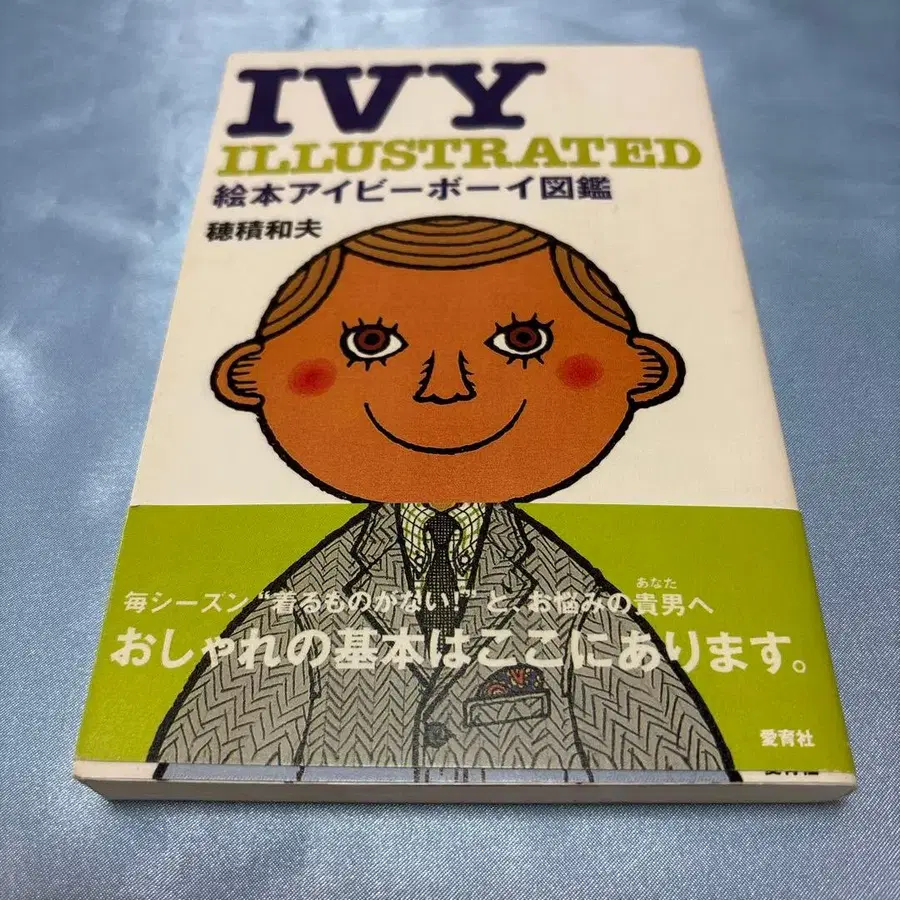 IVY
ILLUSTRATED
絵本アイビーボーイ図鑑
穂積和夫
毎シーズン“着るものがない!”と、お悩みの貴男へ
あなた
おしゃれの基本はここにあります。
愛育社